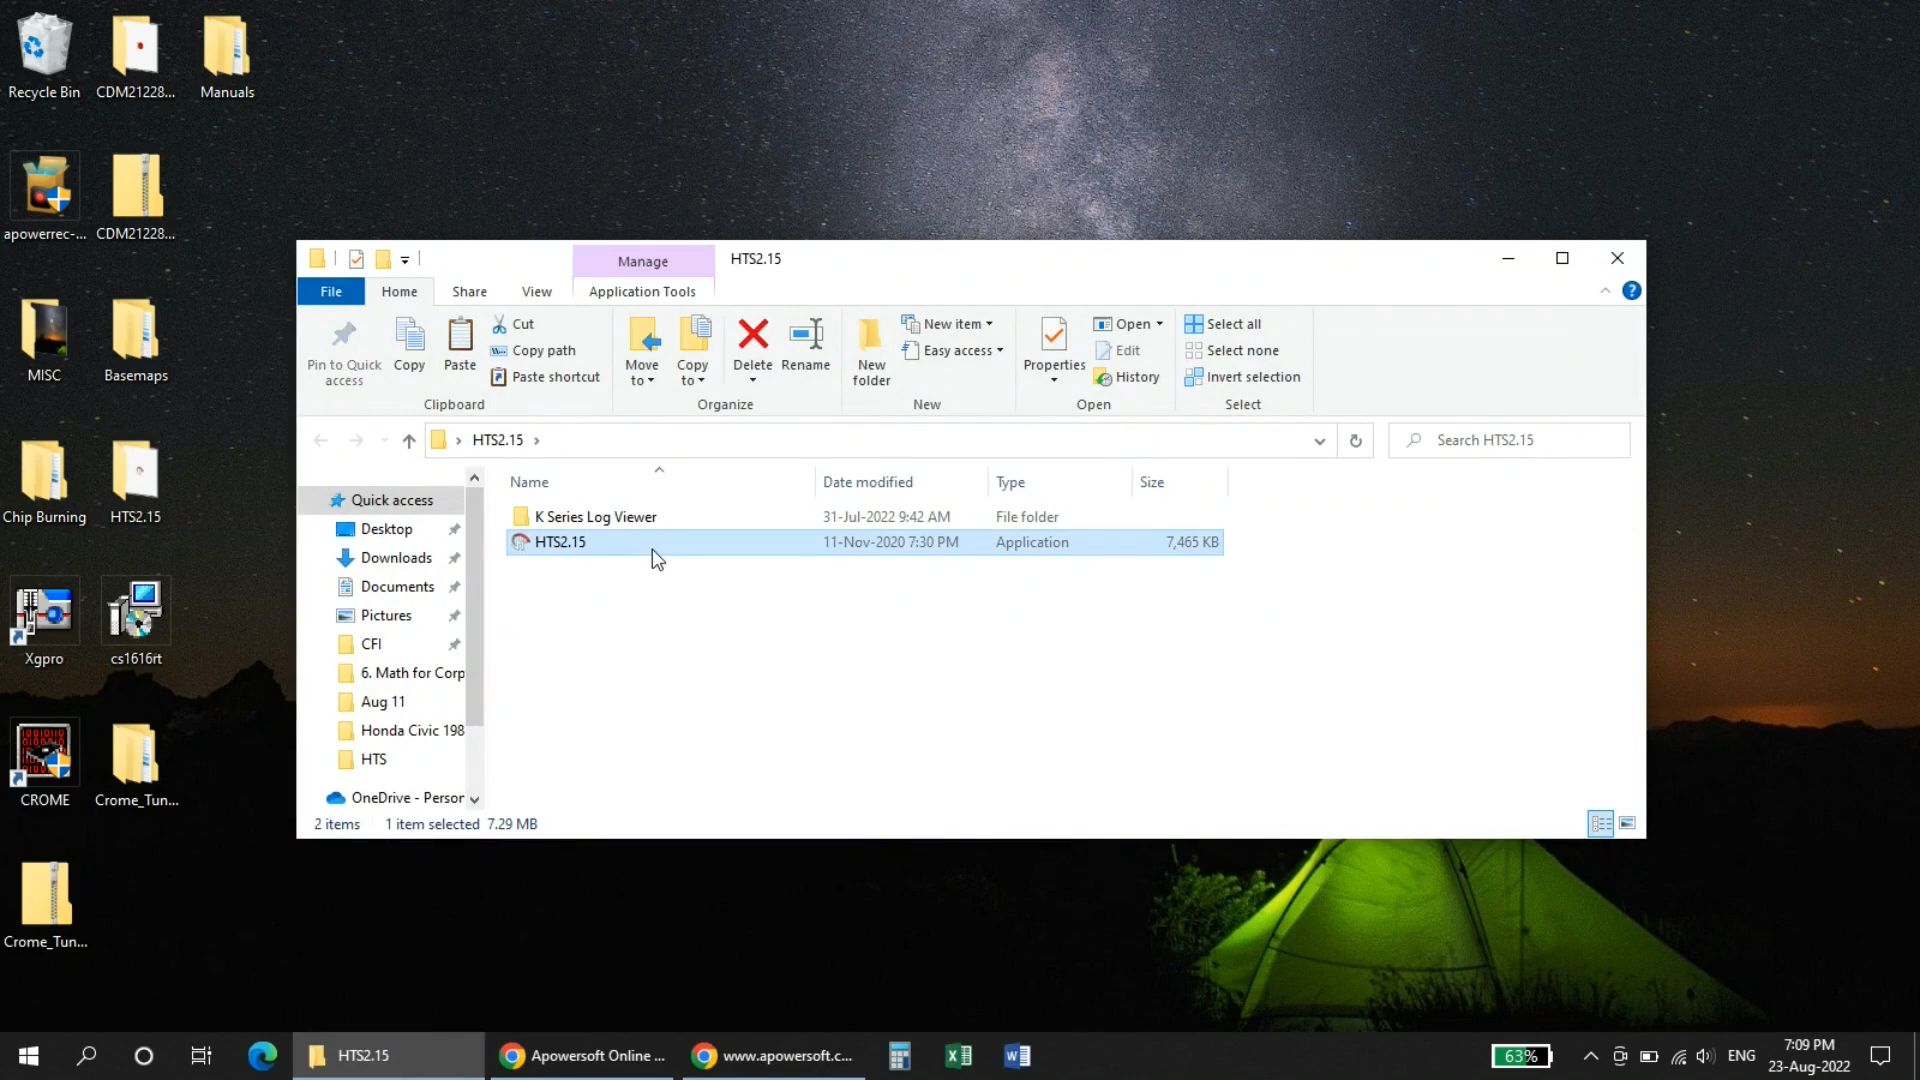 Recycle Bin
CDM21228...
Manuals
apowerrec-...
CDM21228...
MISC
Basemaps
Chip Burning
HTS2.15
Xgpro
cs1616rt
CROME
Crome_Tun...
Crome_Tun...
Manage
HTS2.15
File
Home
Share
View
Application Tools
Pin to Quick
access
Copy
Paste
Cut
Copy path
Paste shortcut
Clipboard
Move
to
Copy
to
Delete
Rename
Organize
New
folder
New item
Easy access
New
Properties
Open
Edit
History
Open
Select all
Select none
Invert selection
Select
HTS2.15
Search HTS2.15
Name
Date modified
Type
Size
K Series Log Viewer
31-Jul-2022 9:42 AM
File folder
HTS2.15
11-Nov-2020 7:30 PM
Application
7,465 KB
Quick access
Desktop
Downloads
Documents
Pictures
CFI
6. Math for Corp
Aug 11
Honda Civic 198
HTS
OneDrive - Person
2 items
1 item selected 7.29 MB
HTS2.15
Apowersoft Online ...
www.apowersoft.c...
63%
ENG
7:09 PM
23-Aug-2022